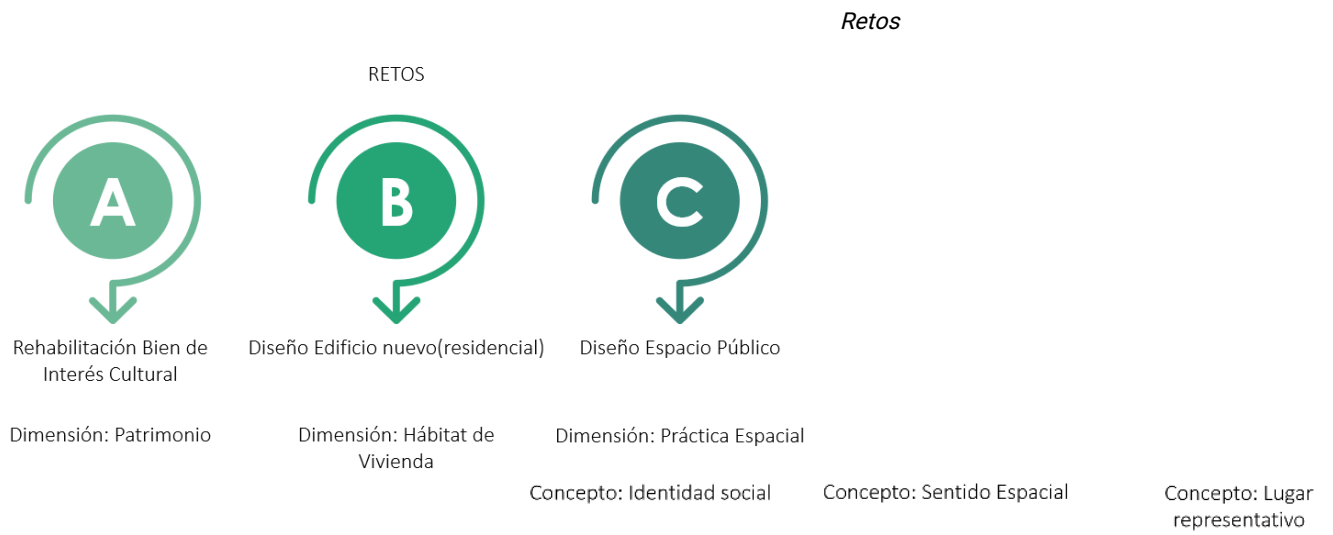 Retos
RETOS
A
B
C
Rehabilitación Bien de
Interés Cultural
Diseño Edificio nuevo(residencial)
Diseño Espacio Público
Dimensión: Patrimonio
Dimensión: Hábitat de
Vivienda
Dimensión: Práctica Espacial
Concepto: Identidad social
Concepto: Sentido Espacial
Concepto: Lugar
representativo